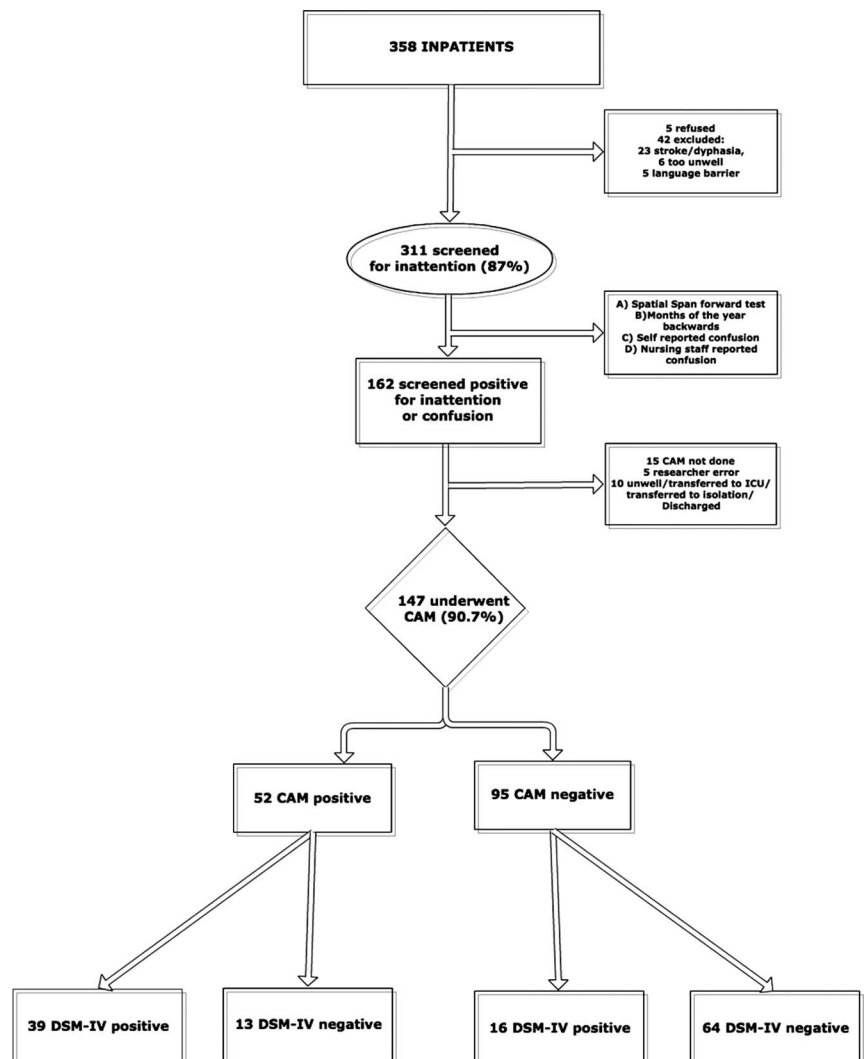 358 INPATIENTS
5 refused
42 excluded:
23 stroke/dyphasia,
6 too unwell
5 language barrier
311 screened
for inattention (87%)
A) Spatial Span forward test
B)Months of the year
backwards
C) Self reported confusion
D) Nursing staff reported
confusion
162 screened positive
for inattention
or confusion
15 CAM not done
5 researcher error
10 unwell/transferred to ICU/
transferred to isolation/
Discharged
147 underwent
CAM (90.7%)
52 CAM positive
95 CAM negative
39 DSM-IV positive
13 DSM-IV negative
16 DSM-IV positive
64 DSM-IV negative